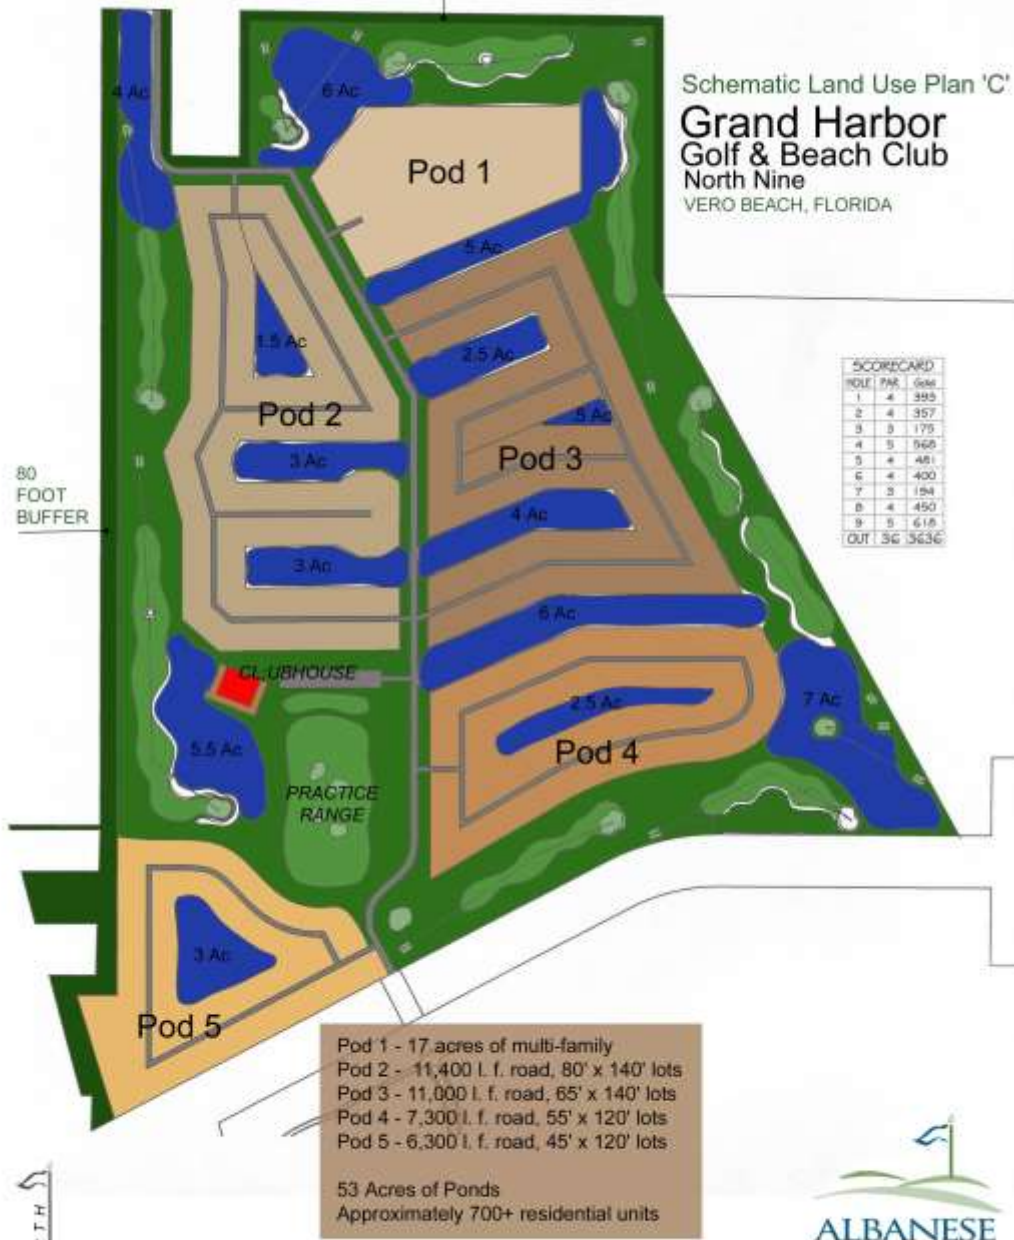 Schematic Land Use Plan 'C'
Grand Harbor
Golf & Beach Club
North Nine
VERO BEACH, FLORIDA
4 Ac
6 Ac
Pod 1
5 Ac
1.5 Ac
2.5 Ac
Pod 2
.5 Ac
3 Ac
Pod 3
4 Ac
3 Ac
6 Ac
80
FOOT
BUFFER
SCORECARD
HOLE PAR Gold
1 4 393
2 4 357
3 3 175
4 5 568
5 4 481
6 4 400
7 3 194
8 4 450
9 5 618
OUT 36 3636
CLUBHOUSE
5.5 Ac
2.5 Ac
7 Ac
Pod 4
PRACTICE
RANGE
3 Ac
Pod 5
Pod 1 - 17 acres of multi-family
Pod 2 - 11,400 l. f. road, 80' x 140' lots
Pod 3 - 11,000 l. f. road, 65' x 140' lots
Pod 4 - 7,300 l. f. road, 55' x 120' lots
Pod 5 - 6,300 l. f. road, 45' x 120' lots
53 Acres of Ponds
Approximately 700+ residential units
TH
ALBANESE